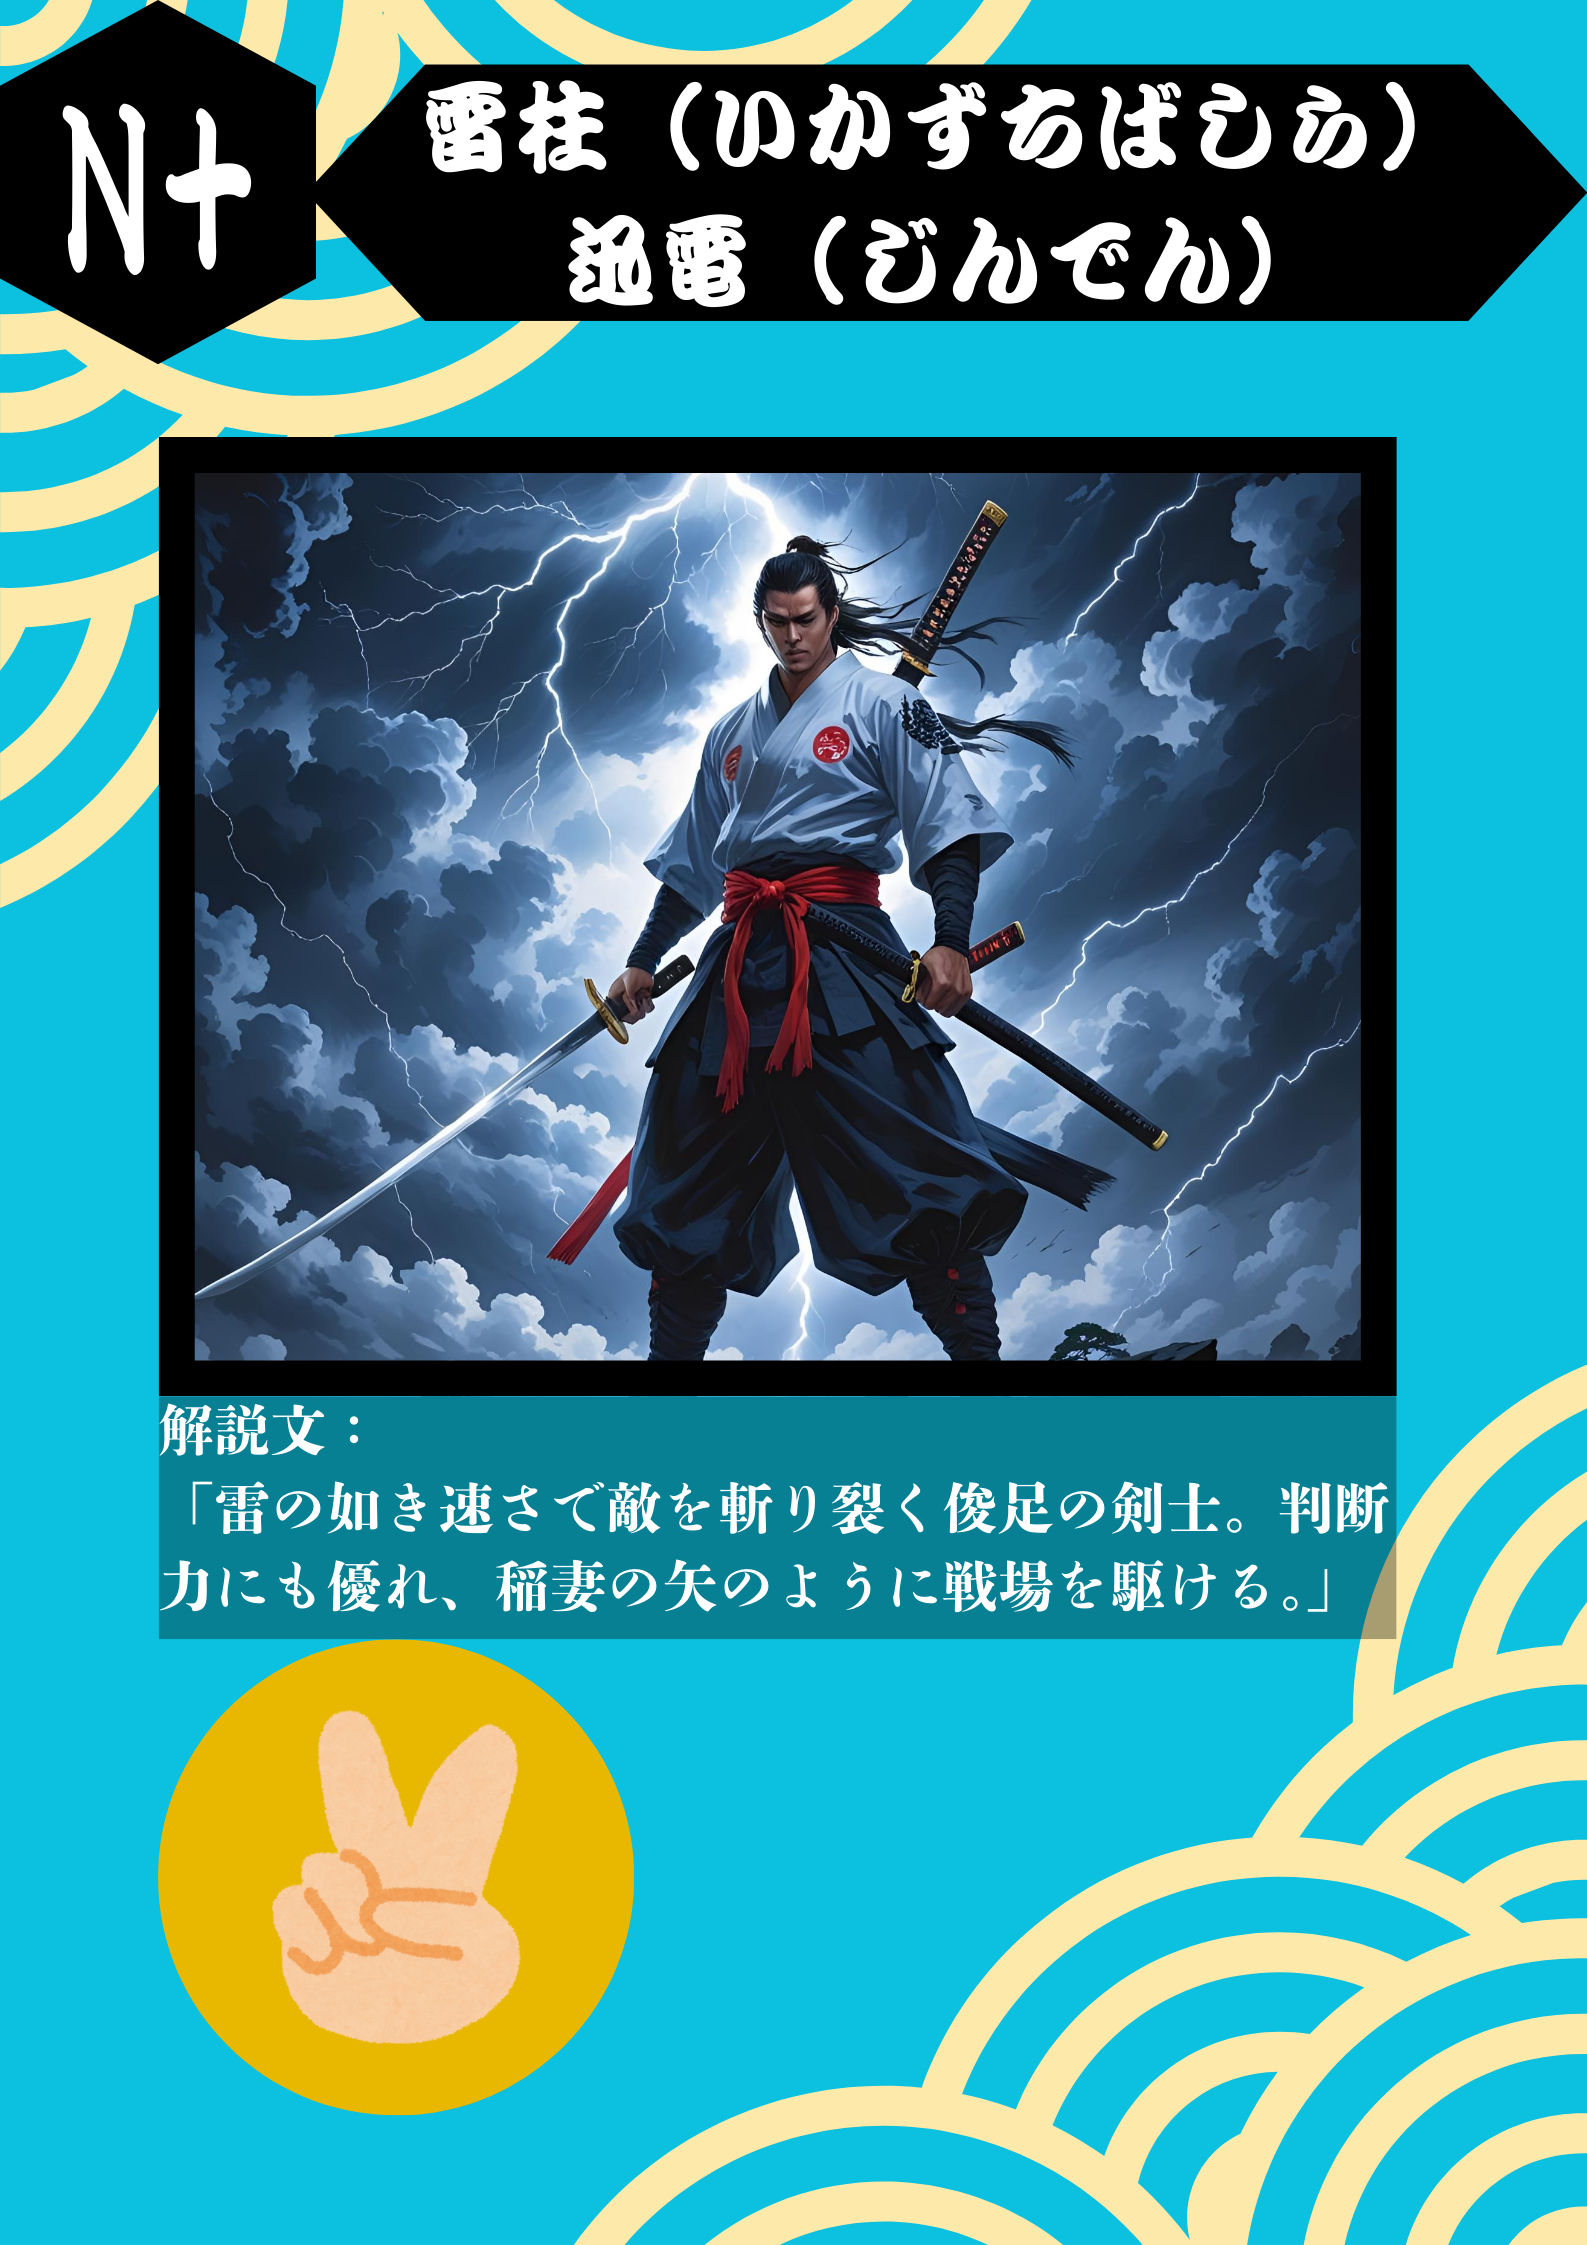 N+
雷柱（いかずちばしら）
迅電（じんでん）
解説文：
「雷の如き速さで敵を斬り裂く俊足の剣士。判断
力にも優れ、稲妻の矢のように戦場を駆ける。」